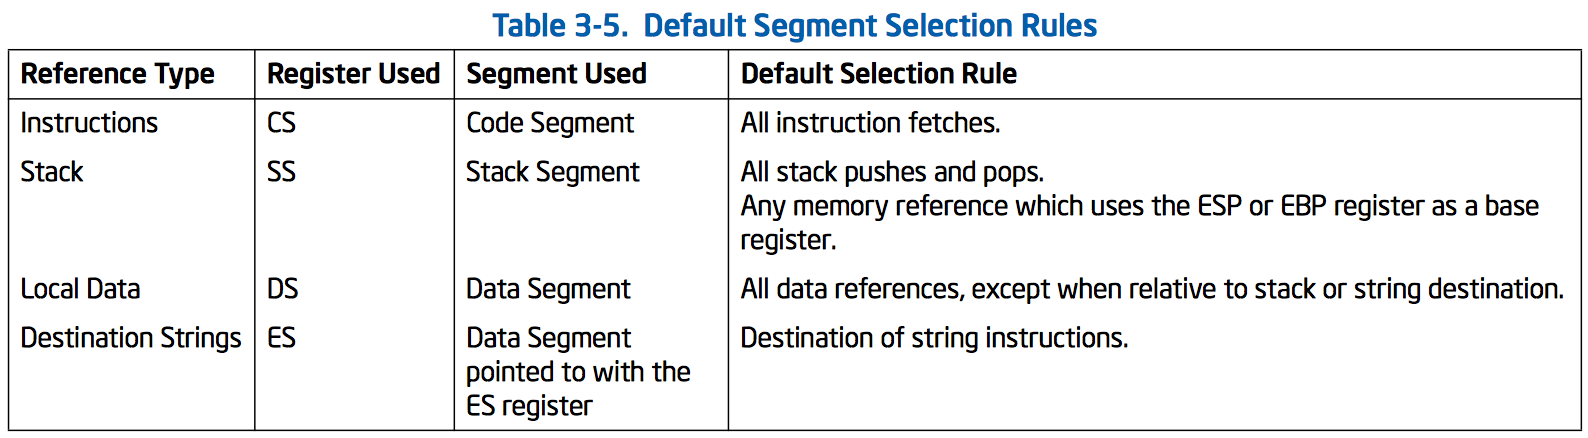 Table 3-5. Default Segment Selection Rules
Reference Type Register Used Segment Used Default Selection Rule
Instructions CS Code Segment All instruction fetches.
Stack SS Stack Segment All stack pushes and pops.
Any memory reference which uses the ESP or EBP register as a base
register.
Local Data DS Data Segment All data references, except when relative to stack or string destination.
Destination Strings ES Data Segment Destination of string instructions.
pointed to with the
ES register